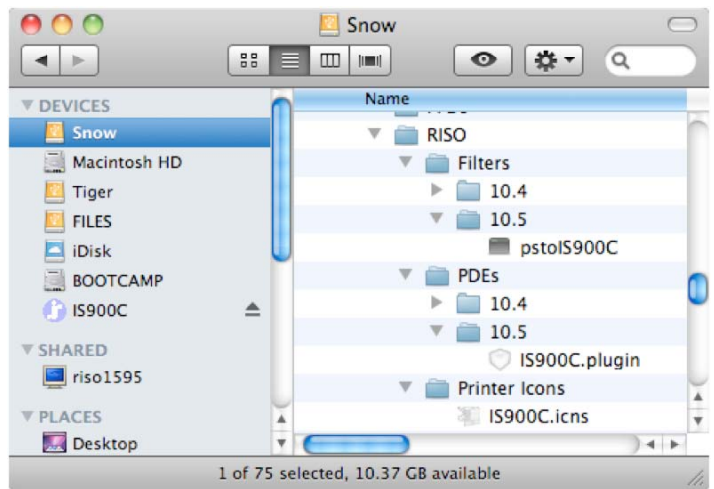 Snow
DEVICES
Snow
Macintosh HD
Tiger
FILES
iDisk
BOOTCAMP
IS900C
SHARED
riso1595
PLACES
Desktop
Name
RISO
Filters
10.4
10.5
pstoIS900C
PDEs
10.4
10.5
IS900C.plugin
Printer Icons
IS900C.icns
1 of 75 selected, 10.37 GB available